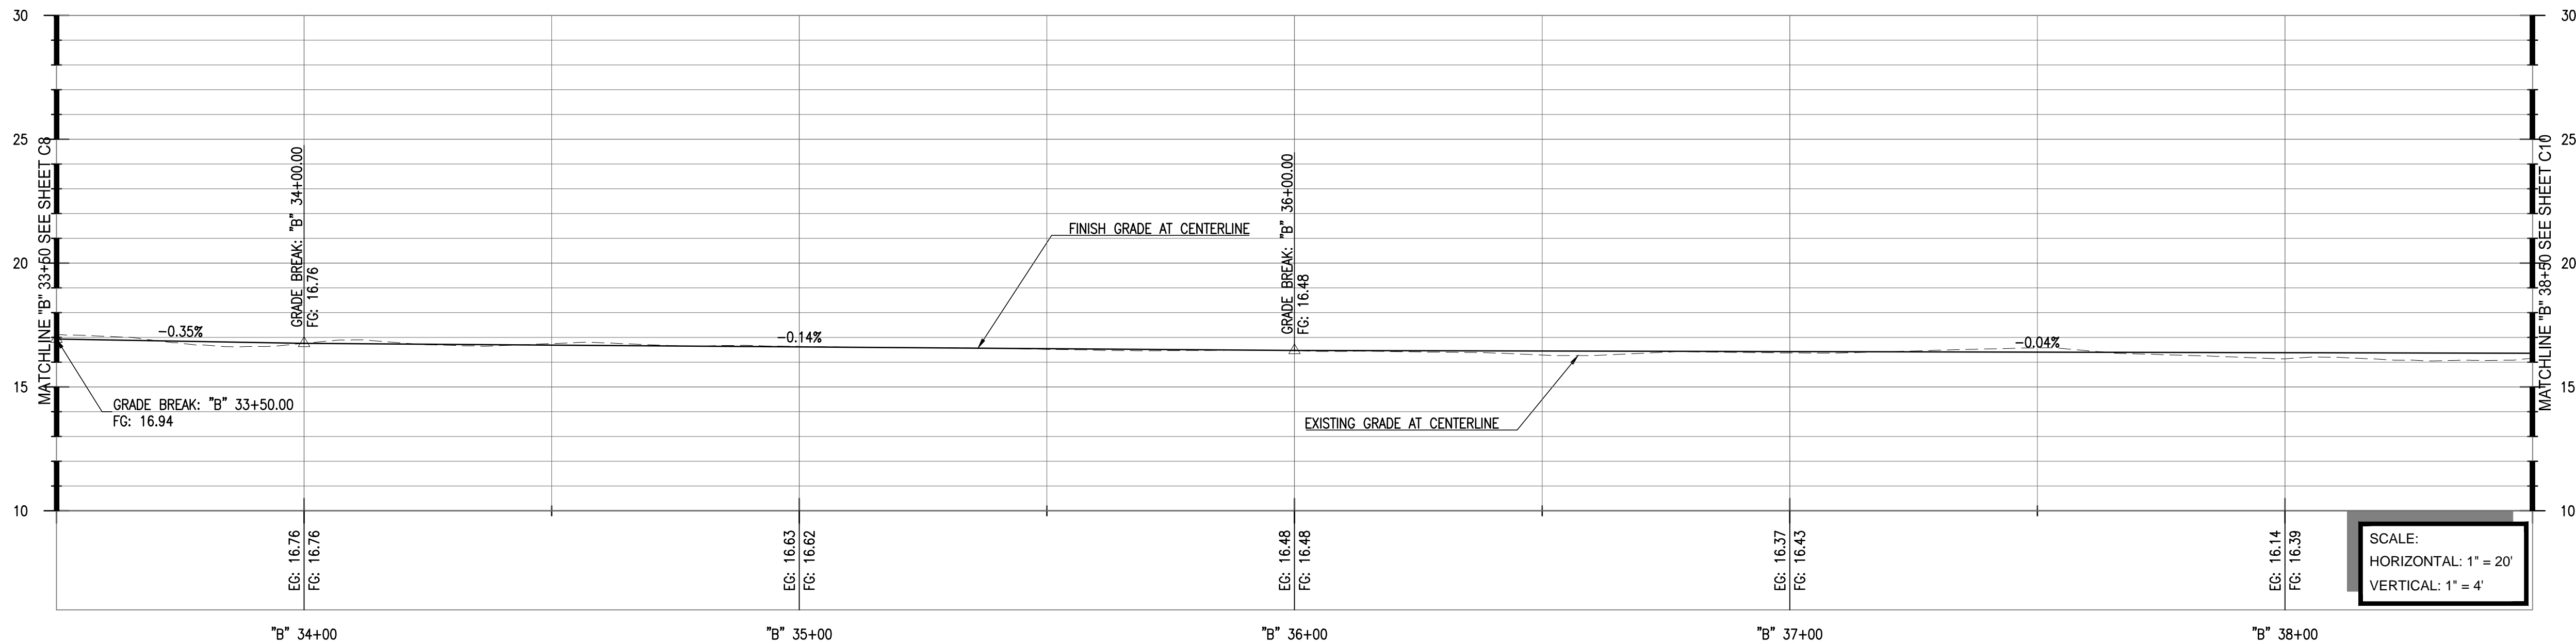 30
30
25
25
20
20
15
15
10
10
MATCHLINE "B" 33+50 SEE SHEET C8
GRADE BREAK: "B" 33+50.00
FG: 16.94
-0.35%
GRADE BREAK: "B" 34+00.00
FG: 16.76
-0.14%
FINISH GRADE AT CENTERLINE
GRADE BREAK: "B" 36+00.00
FG: 16.48
EXISTING GRADE AT CENTERLINE
-0.04%
MATCHLINE "B" 38+50 SEE SHEET C10
EG: 16.76
FG: 16.76
EG: 16.63
FG: 16.62
EG: 16.48
FG: 16.48
EG: 16.37
FG: 16.43
EG: 16.14
FG: 16.39
SCALE:
HORIZONTAL: 1" = 20'
VERTICAL: 1" = 4'
"B" 34+00
"B" 35+00
"B" 36+00
"B" 37+00
"B" 38+00